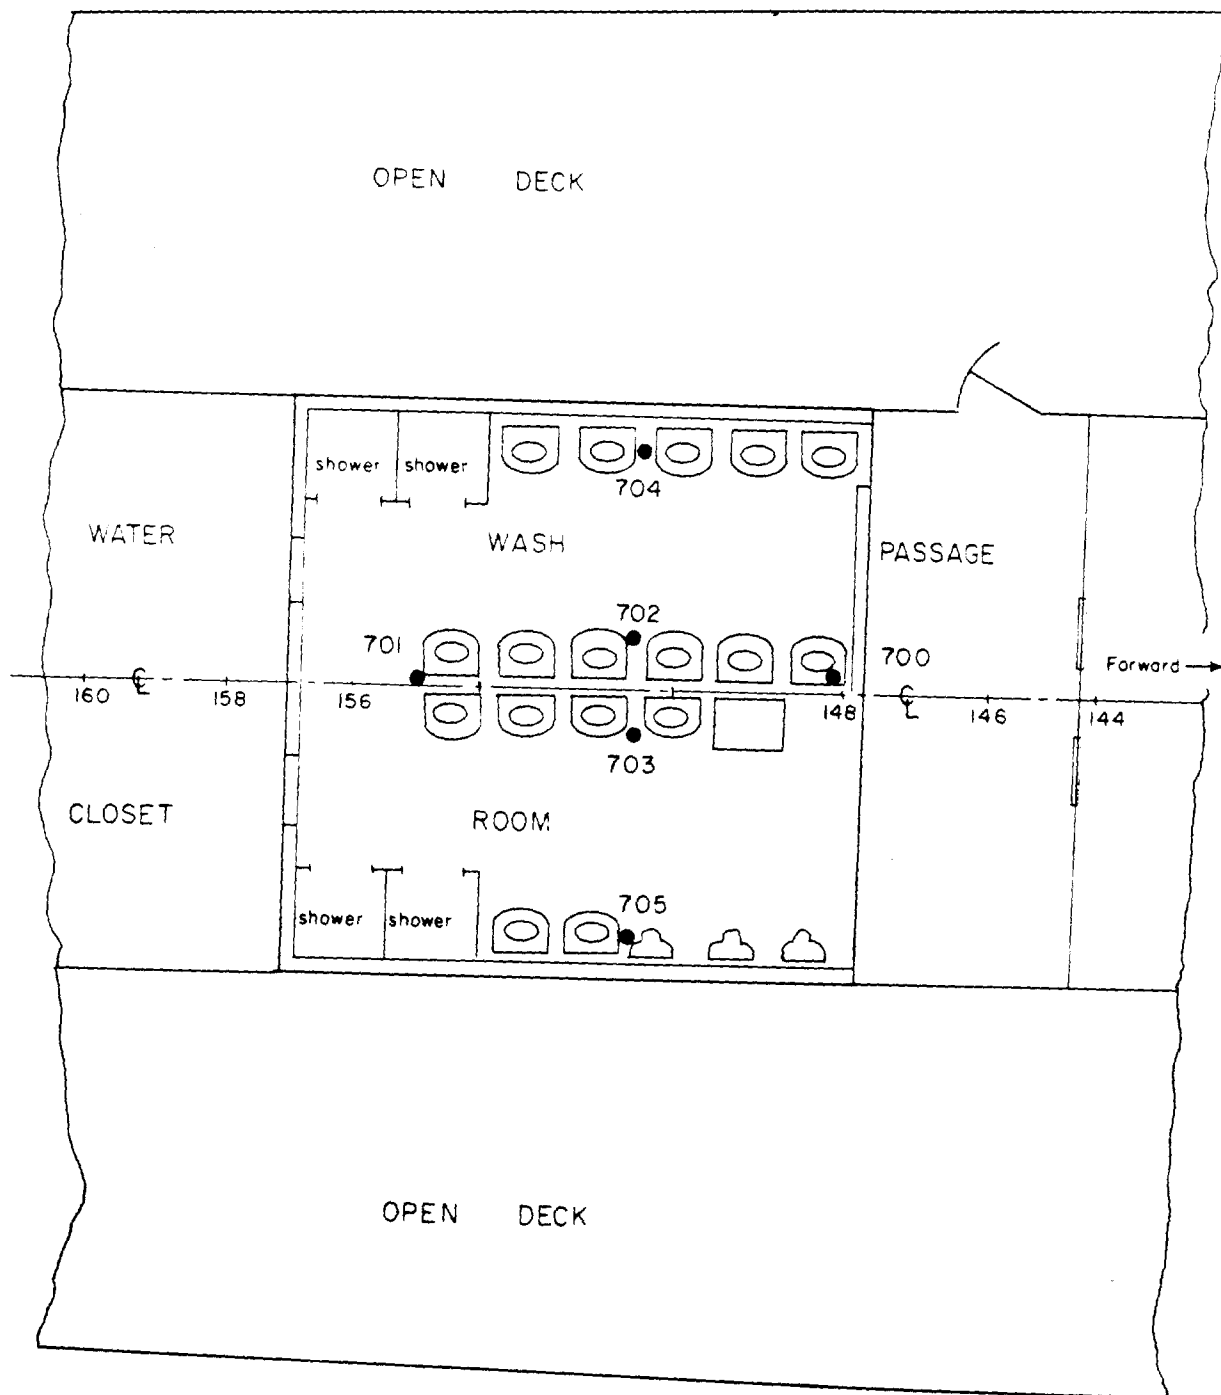 OPEN DECK
shower shower
704
WATER
WASH
PASSAGE
702
701
700
Forward
160 ℄ 158 156 148 ℄ 146 144
703
CLOSET
ROOM
705
shower shower
OPEN DECK